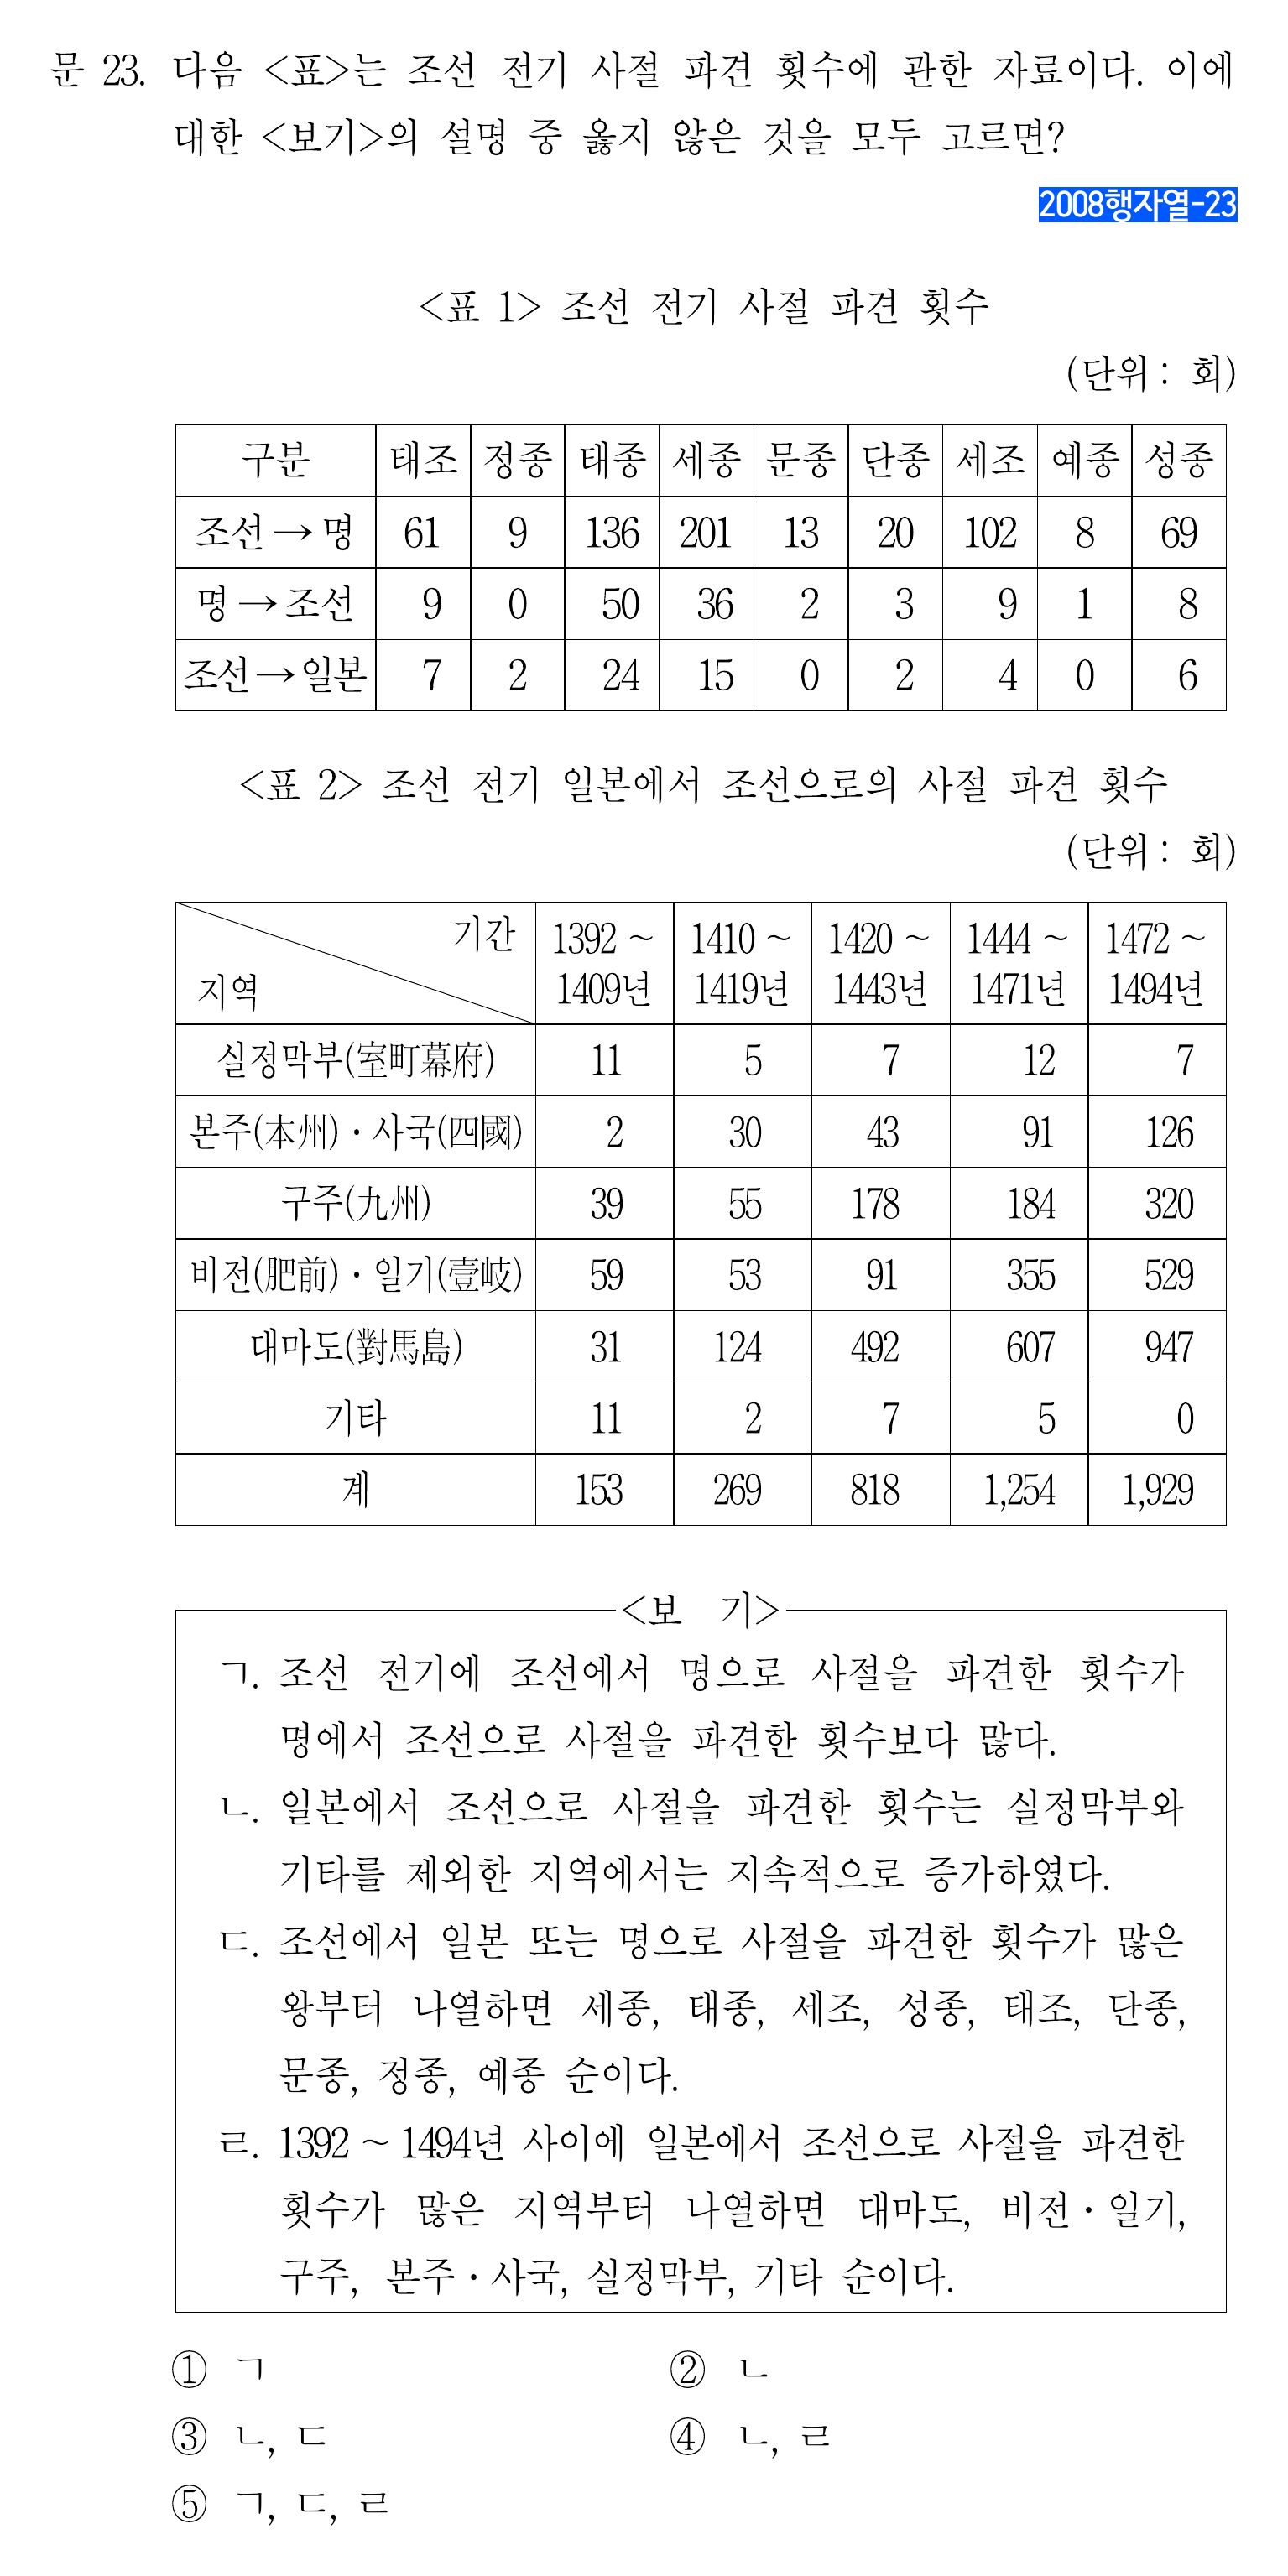 문 23. 다음 <표>는 조선 전기 사절 파견 횟수에 관한 자료이다. 이에
대한 <보기>의 설명 중 옳지 않은 것을 모두 고르면?
2008행자열-23
<표 1> 조선 전기 사절 파견 횟수
(단위 : 회)
구분 태조 정종 태종 세종 문종 단종 세조 예종 성종
조선→명 61 9 136 201 13 20 102 8 69
명→조선 9 0 50 36 2 3 9 1 8
조선→일본 7 2 24 15 0 2 4 0 6
<표 2> 조선 전기 일본에서 조선으로의 사절 파견 횟수
(단위 : 회)
기간
지역
1392 ~ 1410 ~ 1420 ~ 1444 ~ 1472 ~
1409년 1419년 1443년 1471년 1494년
실정막부(室町幕府) 11 5 7 12 7
본주(本州)·사국(四國) 2 30 43 91 126
구주(九州) 39 55 178 184 320
비전(肥前)·일기(壹岐) 59 53 91 355 529
대마도(對馬島) 31 124 492 607 947
기타 11 2 7 5 0
계 153 269 818 1,254 1,929
<보 기>
ㄱ. 조선 전기에 조선에서 명으로 사절을 파견한 횟수가
명에서 조선으로 사절을 파견한 횟수보다 많다.
ㄴ. 일본에서 조선으로 사절을 파견한 횟수는 실정막부와
기타를 제외한 지역에서는 지속적으로 증가하였다.
ㄷ. 조선에서 일본 또는 명으로 사절을 파견한 횟수가 많은
왕부터 나열하면 세종, 태종, 세조, 성종, 태조, 단종,
문종, 정종, 예종 순이다.
ㄹ. 1392 ~ 1494년 사이에 일본에서 조선으로 사절을 파견한
횟수가 많은 지역부터 나열하면 대마도, 비전·일기,
구주, 본주·사국, 실정막부, 기타 순이다.
① ㄱ ② ㄴ
③ ㄴ, ㄷ ④ ㄴ, ㄹ
⑤ ㄱ, ㄷ, ㄹ